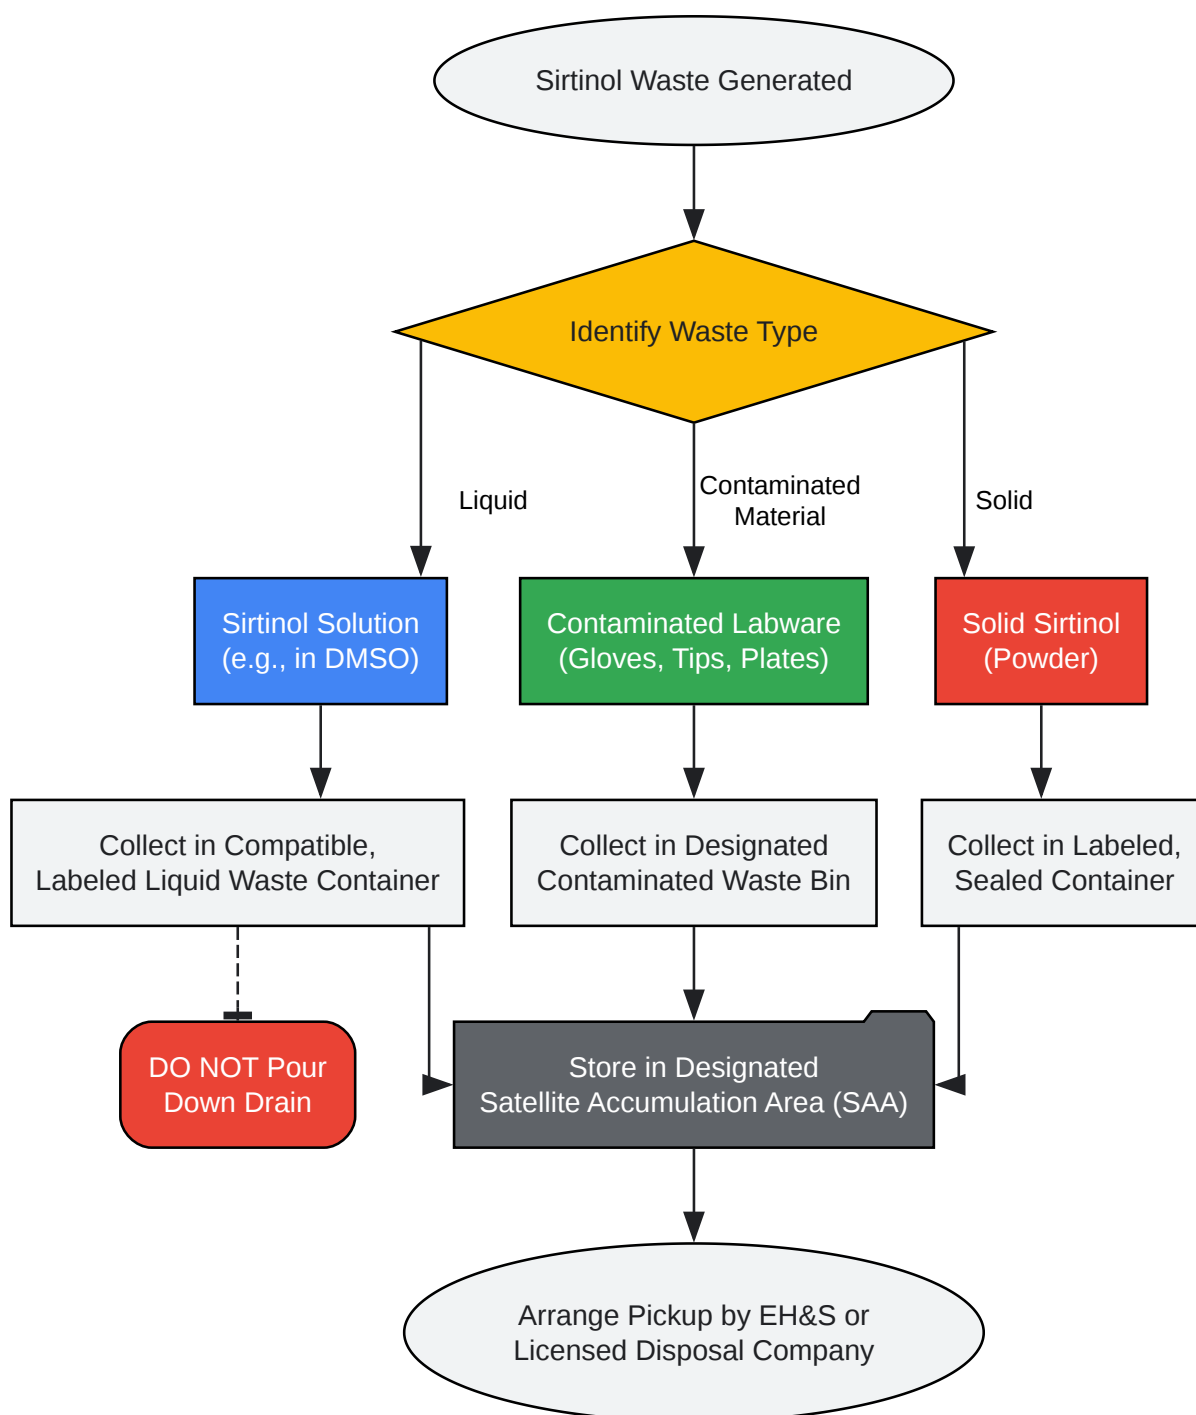 Sirtinol Waste Generated
Identify Waste Type
Liquid
Contaminated
Material
Solid
Sirtinol Solution
(e.g., in DMSO)
Contaminated Labware
(Gloves, Tips, Plates)
Solid Sirtinol
(Powder)
Collect in Compatible,
Labeled Liquid Waste Container
Collect in Designated
Contaminated Waste Bin
Collect in Labeled,
Sealed Container
DO NOT Pour
Down Drain
Store in Designated
Satellite Accumulation Area (SAA)
Arrange Pickup by EH&S or
Licensed Disposal Company